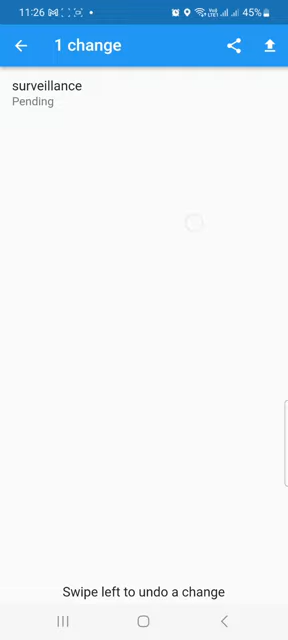 11:26
45%
1 change
surveillance
Pending
Swipe left to undo a change